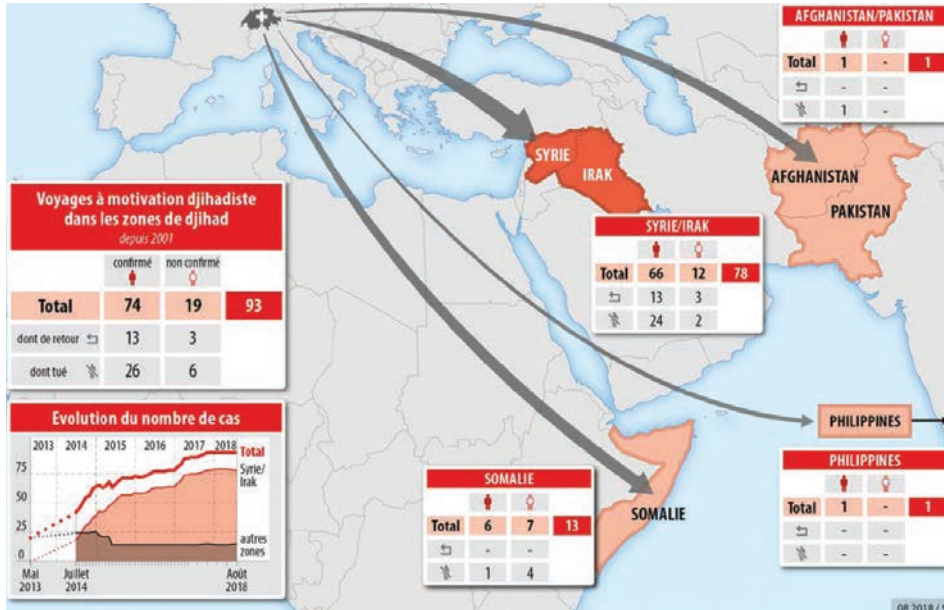 AFGHANISTAN/PAKISTAN
Total 1 - 1
- -
1 -
SYRIE
IRAK
AFGHANISTAN
PAKISTAN
Voyages à motivation djihadiste
dans les zones de djihad
depuis 2001
confirmé non confirmé
Total 74 19 93
dont de retour 13 3
dont tué 26 6
SYRIE/IRAK
Total 66 12 78
13 3
24 2
Evolution du nombre de cas
2013 2014 2015 2016 2017 2018
Total
Syrie/
Irak
75
50
25
0
autres
zones
Mai
2013
Juillet
2014
Août
2018
PHILIPPINES
SOMALIE
Total 6 7 13
- -
1 4
SOMALIE
PHILIPPINES
Total 1 - 1
- -
- -
08.2018 /